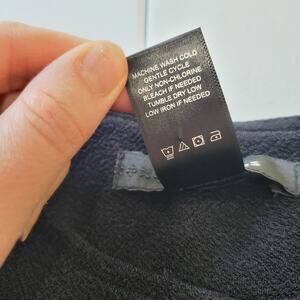 MACHINE WASH COLD
GENTLE CYCLE
ONLY NON-CHLORINE
BLEACH IF NEEDED
TUMBLE DRY LOW
LOW IRON IF NEEDED